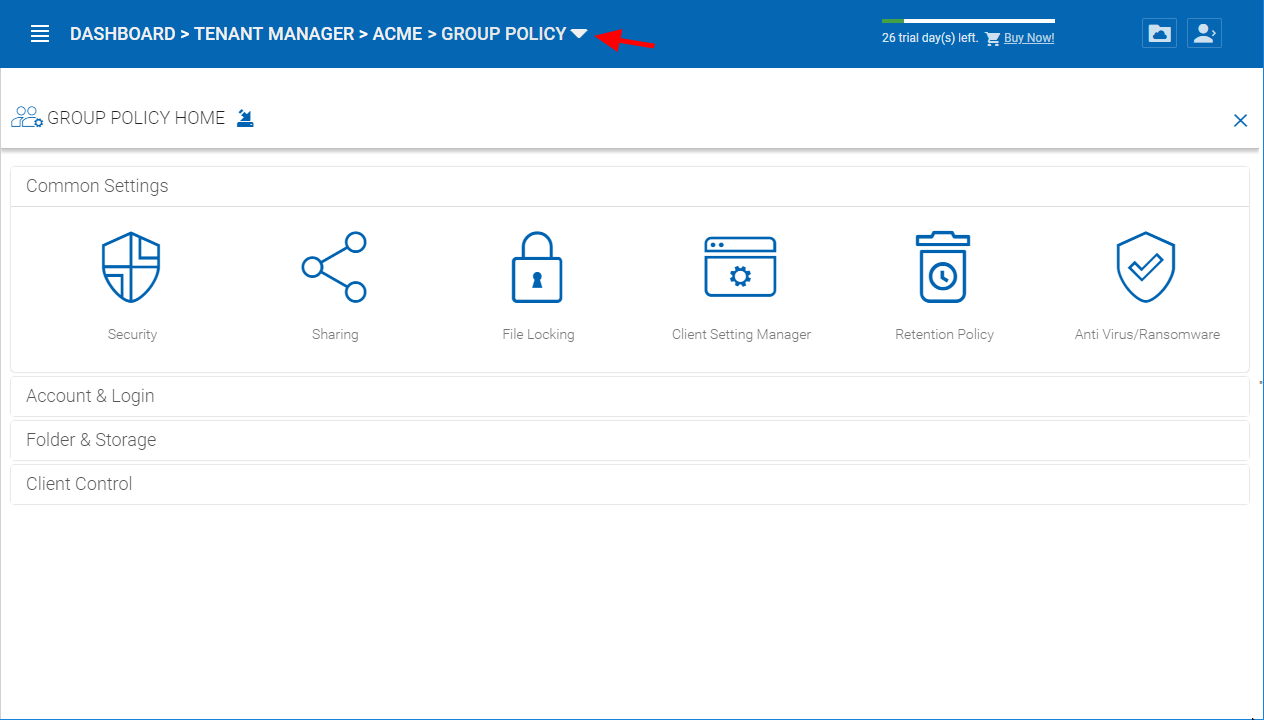 DASHBOARD > TENANT MANAGER > ACME > GROUP POLICY
26 trial day(s) left. Buy Now!
GROUP POLICY HOME
Common Settings
Security
Sharing
File Locking
Client Setting Manager
Retention Policy
Anti Virus/Ransomware
Account & Login
Folder & Storage
Client Control